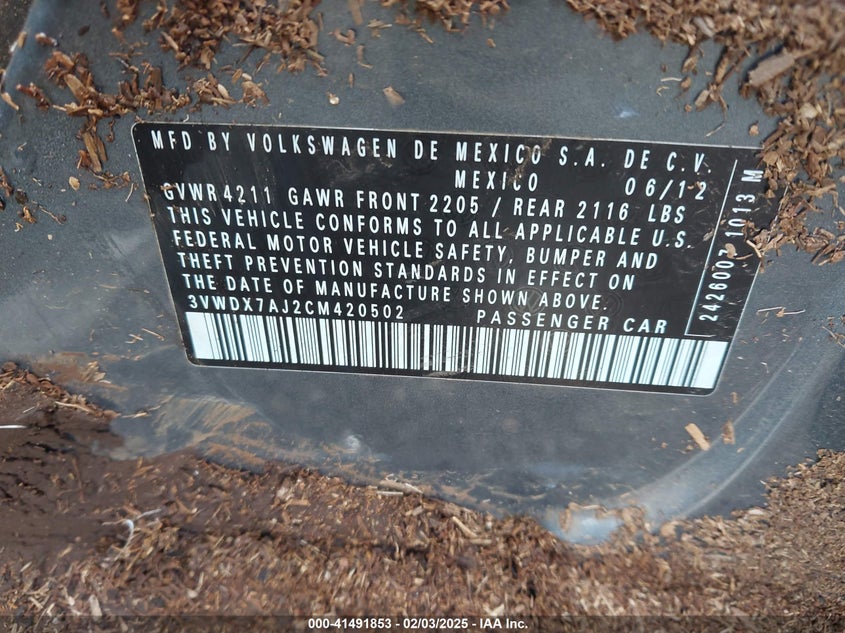 MFD BY VOLKSWAGEN DE MEXICO S.A. DE C.V.
MEXICO 06/12
GVWR 4211 GAWR FRONT 2205 / REAR 2116 LBS
THIS VEHICLE CONFORMS TO ALL APPLICABLE U.S.
FEDERAL MOTOR VEHICLE SAFETY, BUMPER AND
THEFT PREVENTION STANDARDS IN EFFECT ON
THE DATE OF MANUFACTURE SHOWN ABOVE.
3VWDX7AJ2CM420502 PASSENGER CAR
2426007 1013 M
000-41491853 - 02/03/2025 - IAA Inc.